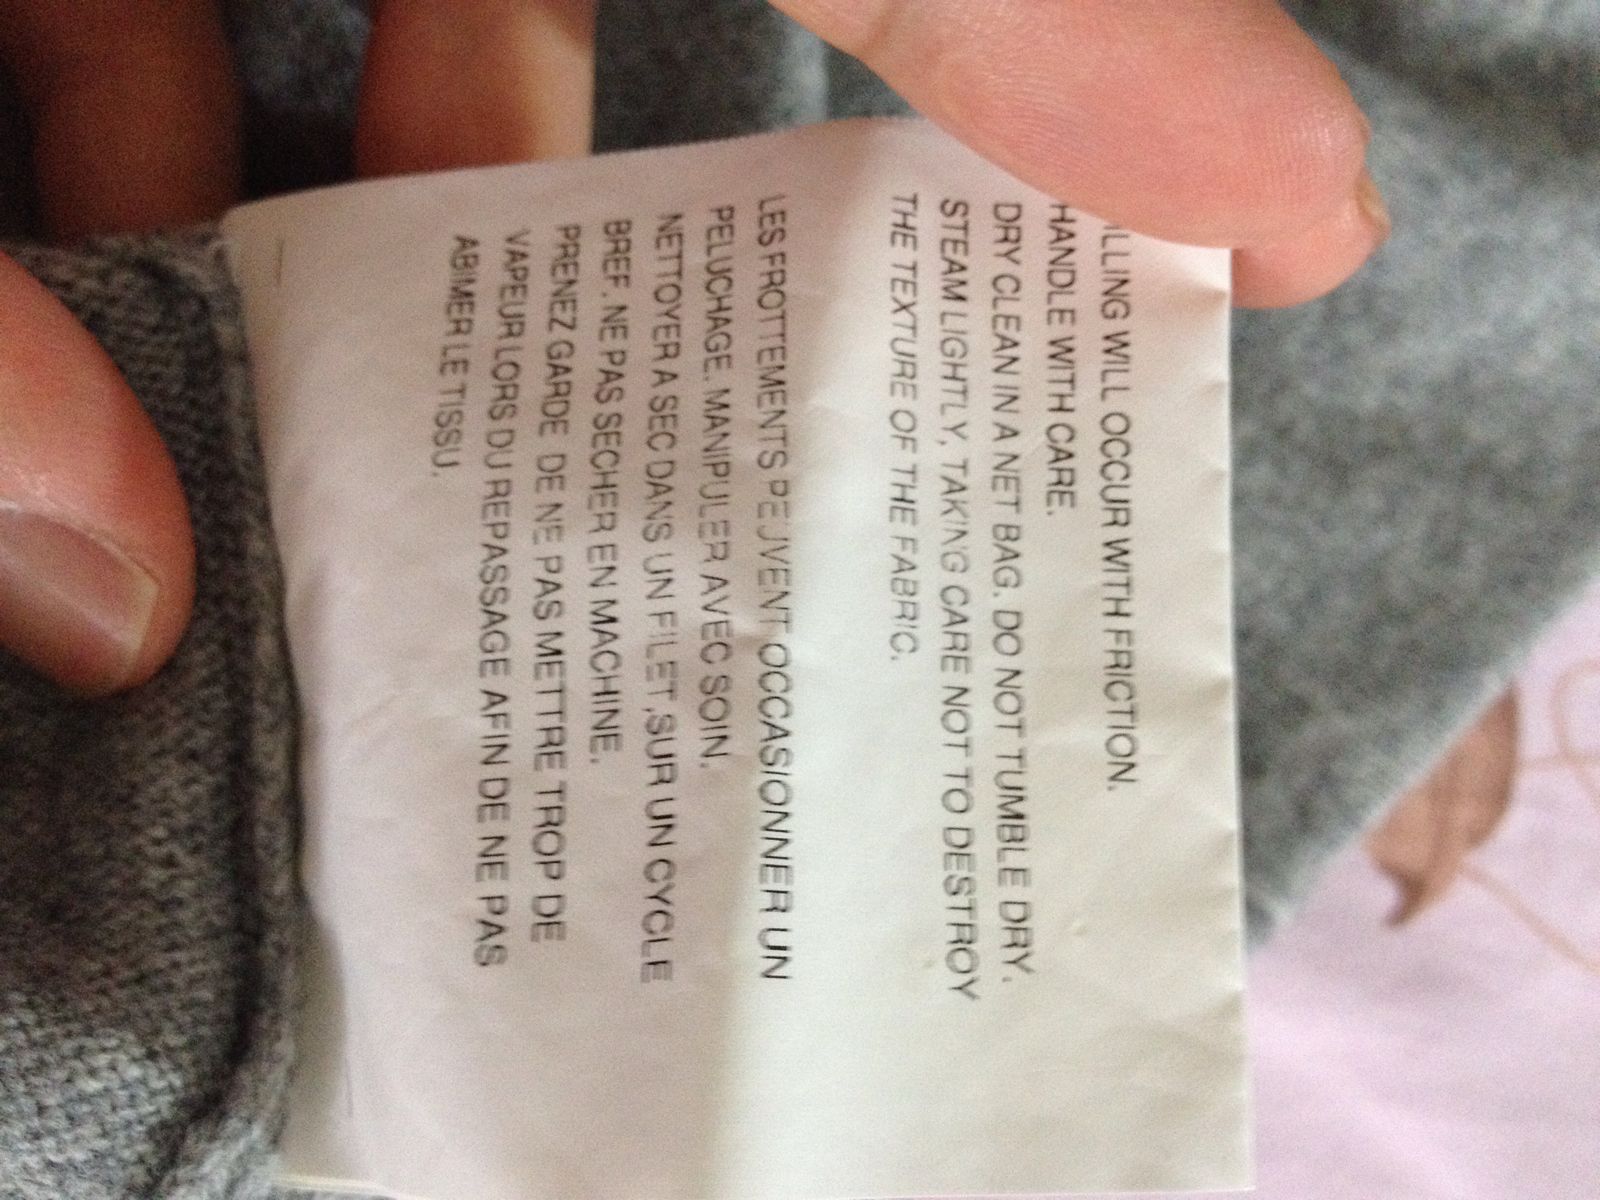 ILLING WILL OCCUR WITH FRICTION.
HANDLE WITH CARE.
DRY CLEAN IN A NET BAG. DO NOT TUMBLE DRY.
STEAM LIGHTLY, TAKING CARE NOT TO DESTROY
THE TEXTURE OF THE FABRIC.
LES FROTTEMENTS PEUVENT OCCASIONNER UN
PELUCHAGE. MANIPULER AVEC SOIN.
NETTOYER A SEC DANS UN FILET ,SUR UN CYCLE
BREF . NE PAS SECHER EN MACHINE.
PRENEZ GARDE DE NE PAS METTRE TROP DE
VAPEUR LORS DU REPASSAGE AFIN DE NE PAS
ABIMER LE TISSU.